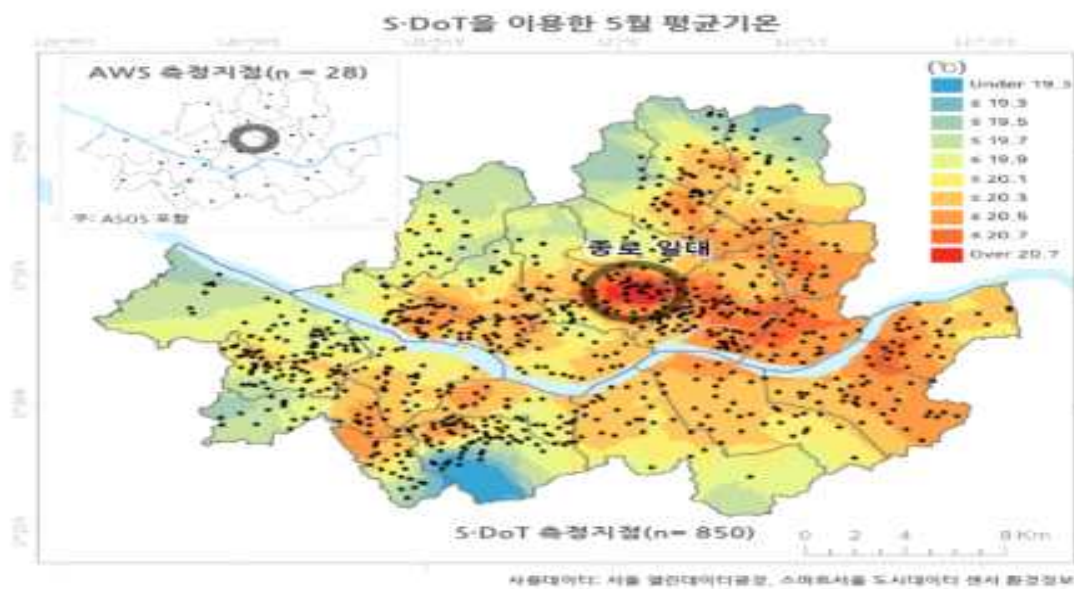 S·DoT을 이용한 5월 평균기온
AWS 측정지점(n = 28)
주: ASOS 포함
(℃)
Under 19.3
≤ 19.3
≤ 19.5
≤ 19.7
≤ 19.9
≤ 20.1
≤ 20.3
≤ 20.5
≤ 20.7
Over 20.7
종로 일대
S·DoT 측정지점(n= 850)
0 2 4 8 Km
사용데이터: 서울 열린데이터광장, 스마트서울 도시데이터 센서 환경정보